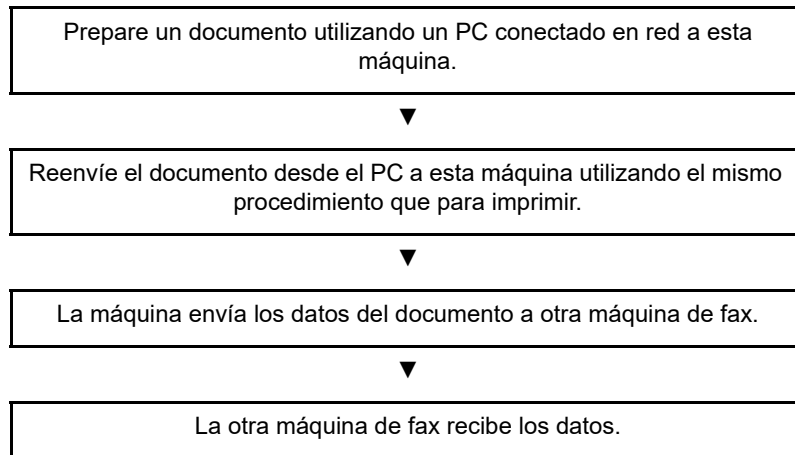 Prepare un documento utilizando un PC conectado en red a esta
máquina.
▼
Reenvíe el documento desde el PC a esta máquina utilizando el mismo
procedimiento que para imprimir.
▼
La máquina envía los datos del documento a otra máquina de fax.
▼
La otra máquina de fax recibe los datos.